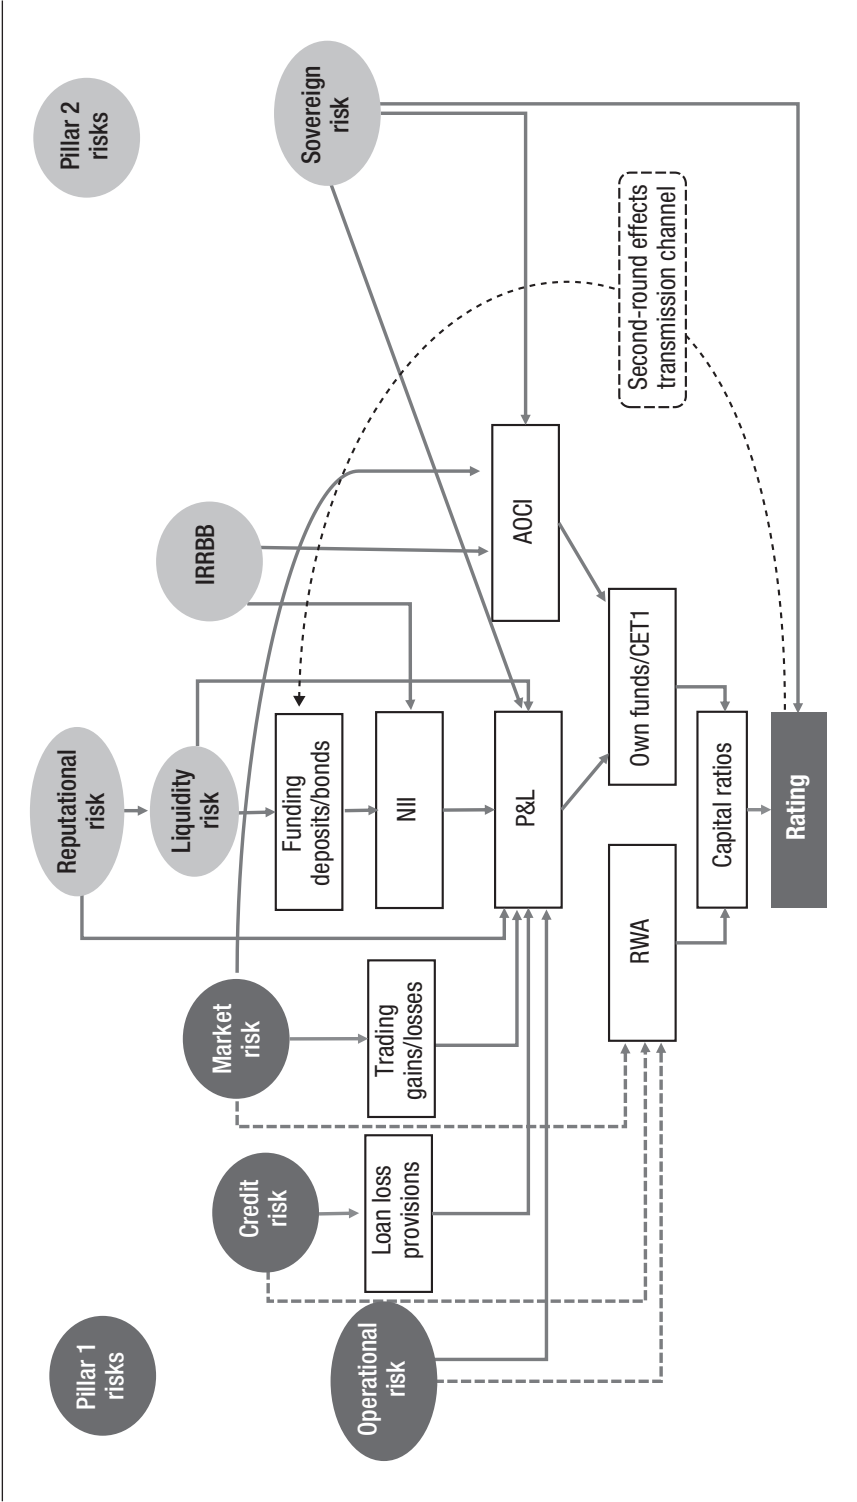 Pillar 1
risks
Pillar 2
risks
Reputational
risk
Liquidity
risk
IRRBB
Market
risk
Credit
risk
Sovereign
risk
Operational
risk
Funding
deposits/bonds
Loan loss
provisions
Trading
gains/losses
NII
P&L
AOCI
Second-round effects
transmission channel
RWA
Own funds/CET1
Capital ratios
Rating